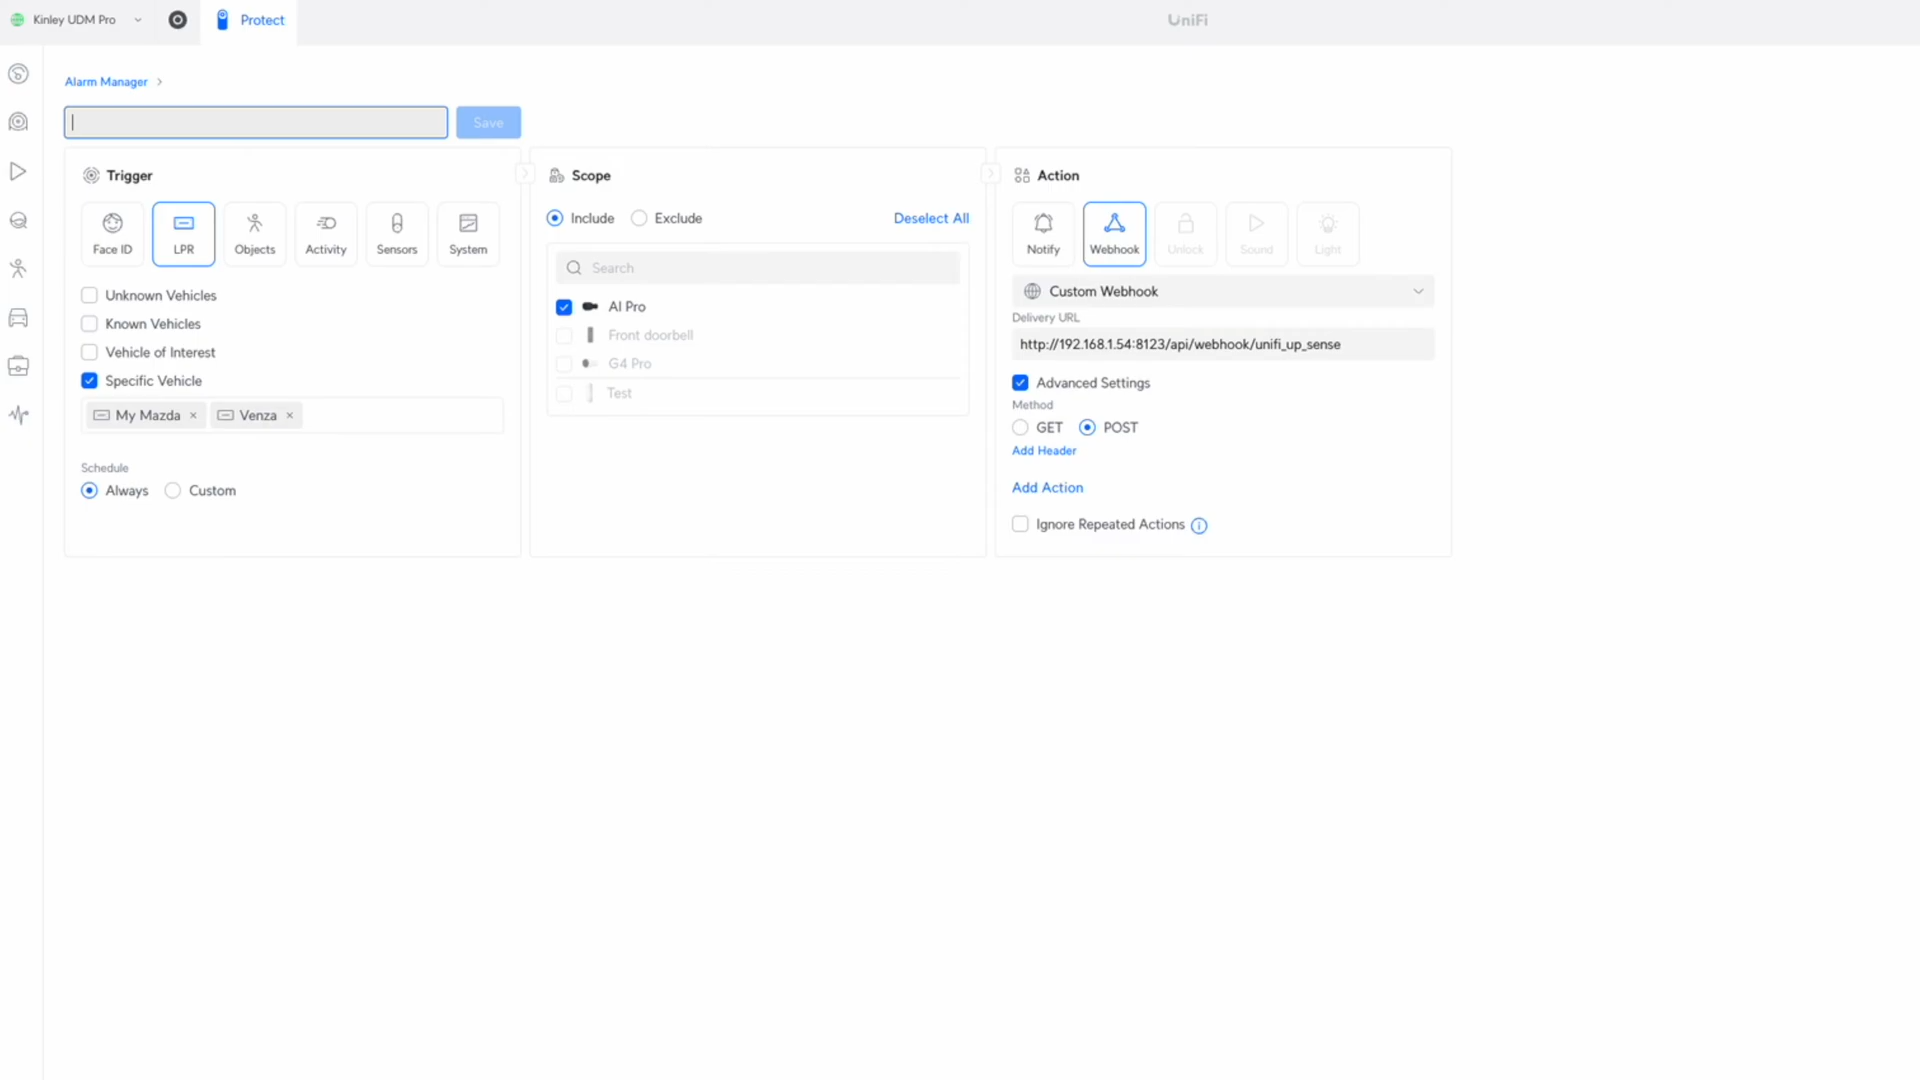 Kinley UDM Pro
Protect
UniFi
Alarm Manager
Save
Trigger
Face ID
LPR
Objects
Activity
Sensors
System
Unknown Vehicles
Known Vehicles
Vehicle of Interest
Specific Vehicle
My Mazda ×
Venza ×
Schedule
Always
Custom
Scope
Include
Exclude
Deselect All
Search
AI Pro
Front doorbell
G4 Pro
Test
Action
Notify
Webhook
Unlock
Sound
Light
Custom Webhook
Delivery URL
http://192.168.1.54:8123/api/webhook/unifi_up_sense
Advanced Settings
Method
GET
POST
Add Header
Add Action
Ignore Repeated Actions